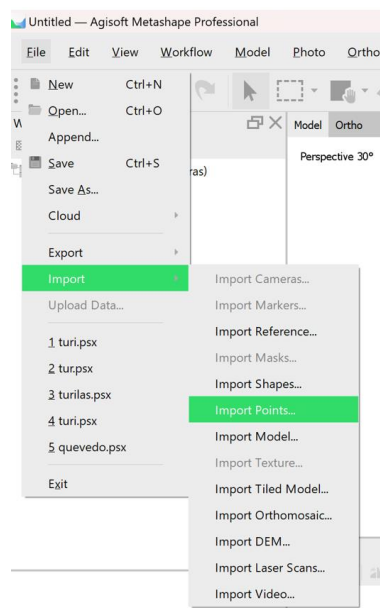 Untitled — Agisoft Metashape Professional
File Edit View Workflow Model Photo Ortho
New Ctrl+N
Open... Ctrl+O
Append...
Save Ctrl+S
Save As...
Cloud
Export
Import
Upload Data...
1 turi.psx
2 tur.psx
3 turilas.psx
4 turi.psx
5 quevedo.psx
Exit
Model Ortho
Perspective 30°
Import Cameras...
Import Markers...
Import Reference...
Import Masks...
Import Shapes...
Import Points...
Import Model...
Import Texture...
Import Tiled Model...
Import Orthomosaic...
Import DEM...
Import Laser Scans...
Import Video...